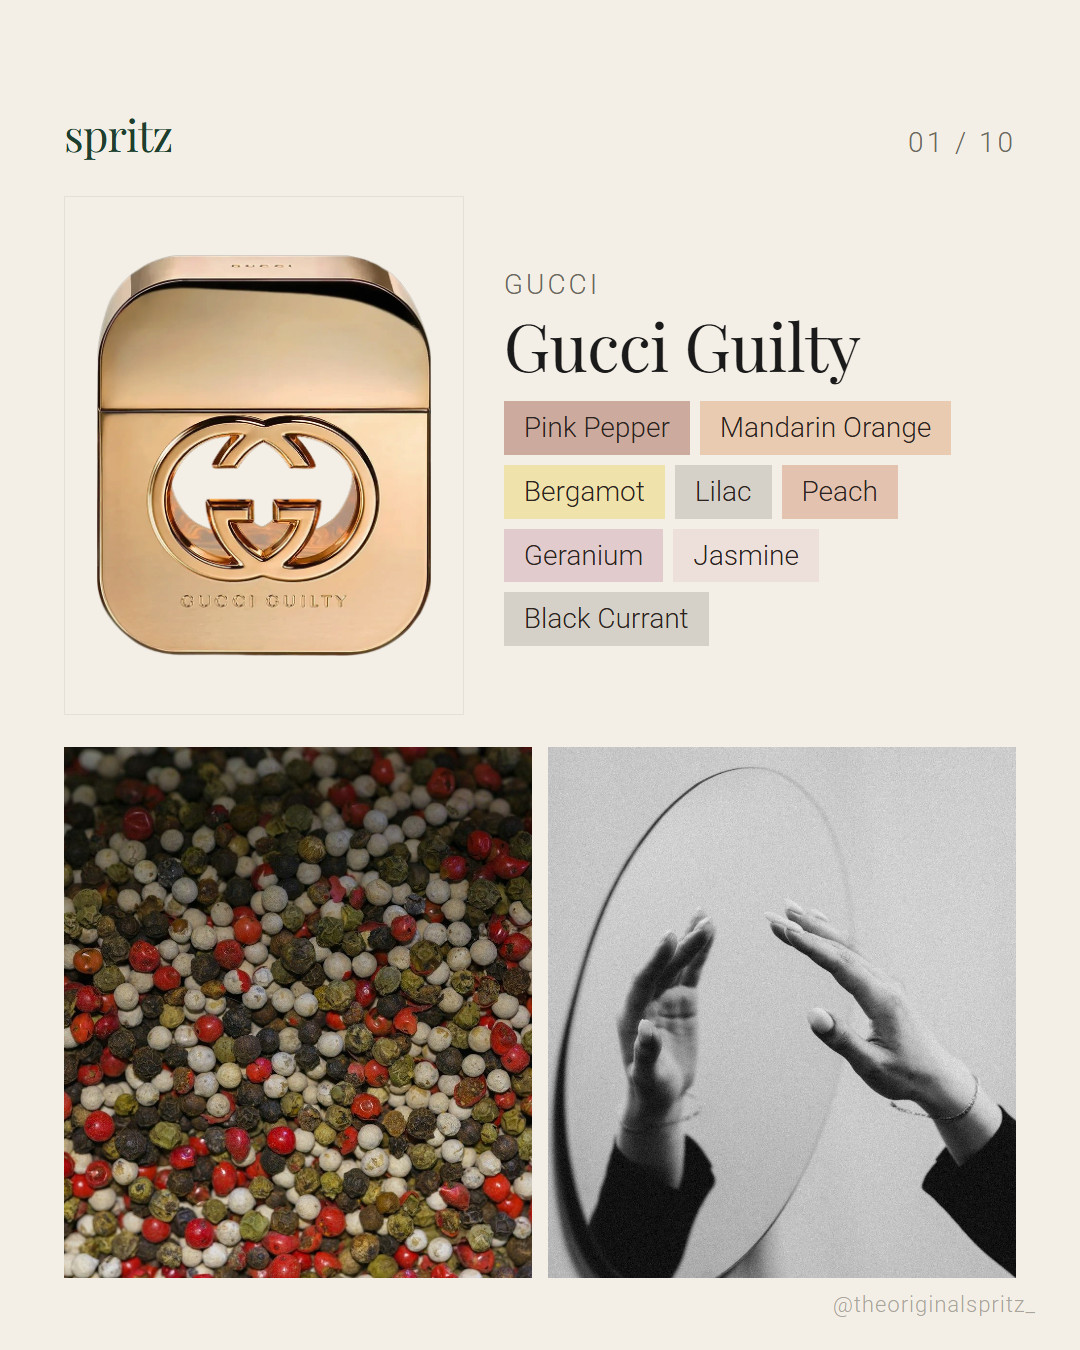 spritz
01 / 10
GUCCI
GUCCI GUILTY
GUCCI
Gucci Guilty
Pink Pepper
Mandarin Orange
Bergamot
Lilac
Peach
Geranium
Jasmine
Black Currant
@theoriginalspritz_